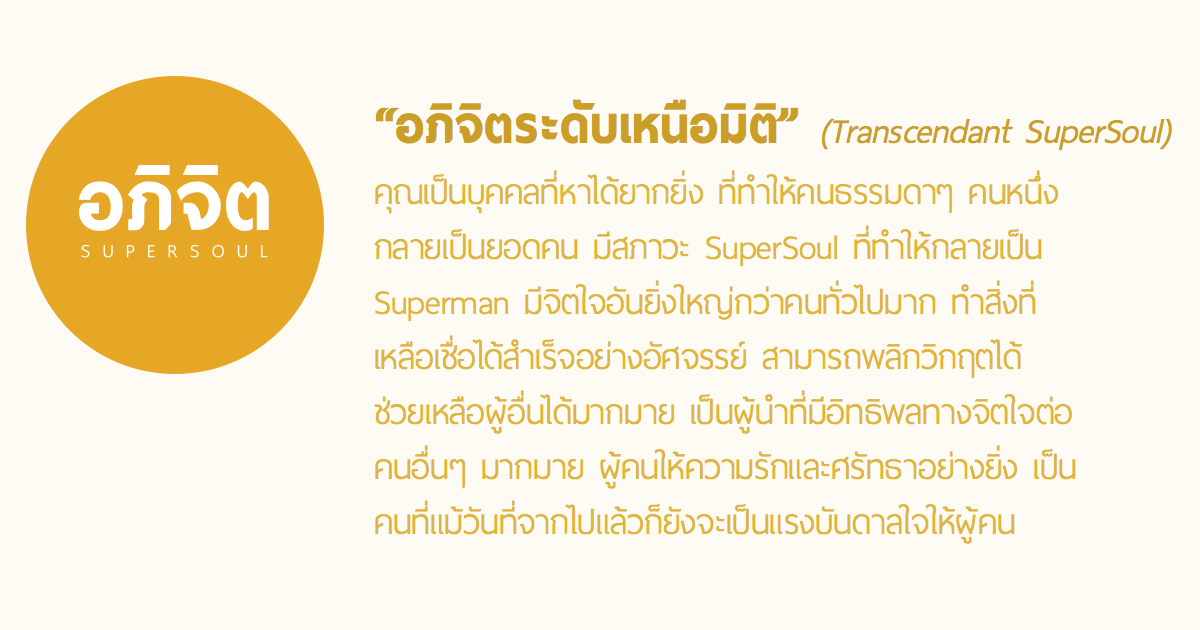 อภิจิต
SUPERSOUL
“อภิจิตระดับเหนือมิติ” (Transcendant SuperSoul)
คุณเป็นบุคคลที่หาได้ยากยิ่ง ที่ทำให้คนธรรมดาๆ คนหนึ่ง
กลายเป็นยอดคน มีสภาวะ SuperSoul ที่ทำให้กลายเป็น
Superman มีจิตใจอันยิ่งใหญ่กว่าคนทั่วไปมาก ทำสิ่งที่
เหลือเชื่อได้สำเร็จอย่างอัศจรรย์ สามารถพลิกวิกฤตได้
ช่วยเหลือผู้อื่นได้มากมาย เป็นผู้นำที่มีอิทธิพลทางจิตใจต่อ
คนอื่นๆ มากมาย ผู้คนให้ความรักและศรัทธาอย่างยิ่ง เป็น
คนที่แม้วันที่จากไปแล้วก็ยังจะเป็นแรงบันดาลใจให้ผู้คน